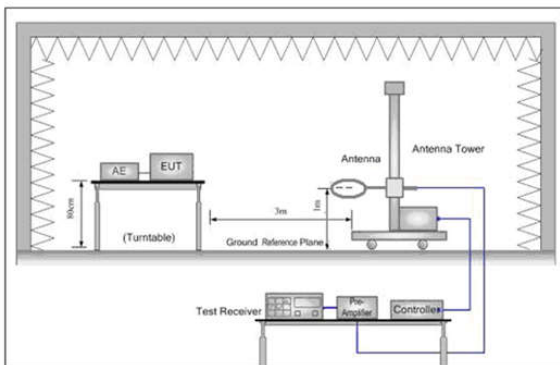 Antenna
Antenna Tower
AE
EUT
80cm
(Turntable)
3m
1m
Ground Reference Plane
Test Receiver
Pre-
Amplifier
Controller